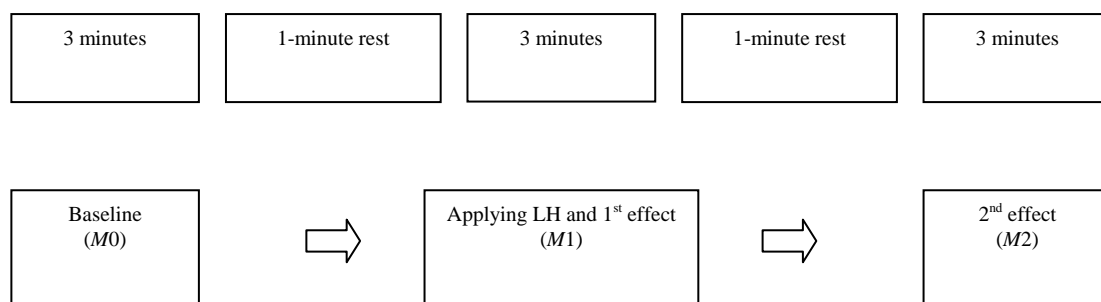 3 minutes
1-minute rest
3 minutes
1-minute rest
3 minutes
Baseline
(M0)
Applying LH and 1st effect
(M1)
2nd effect
(M2)